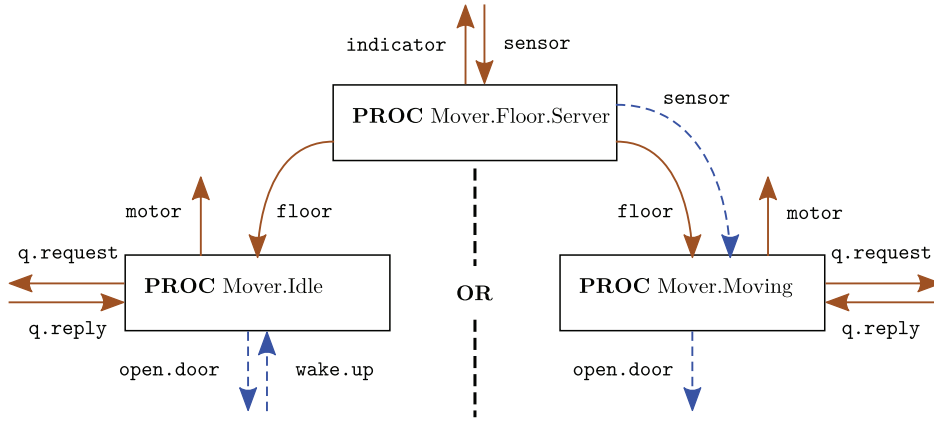 indicator
sensor
PROC Mover.Floor.Server
sensor
motor
floor
floor
motor
q.request
q.request
PROC Mover.Idle
OR
PROC Mover.Moving
q.reply
q.reply
open.door
wake.up
open.door